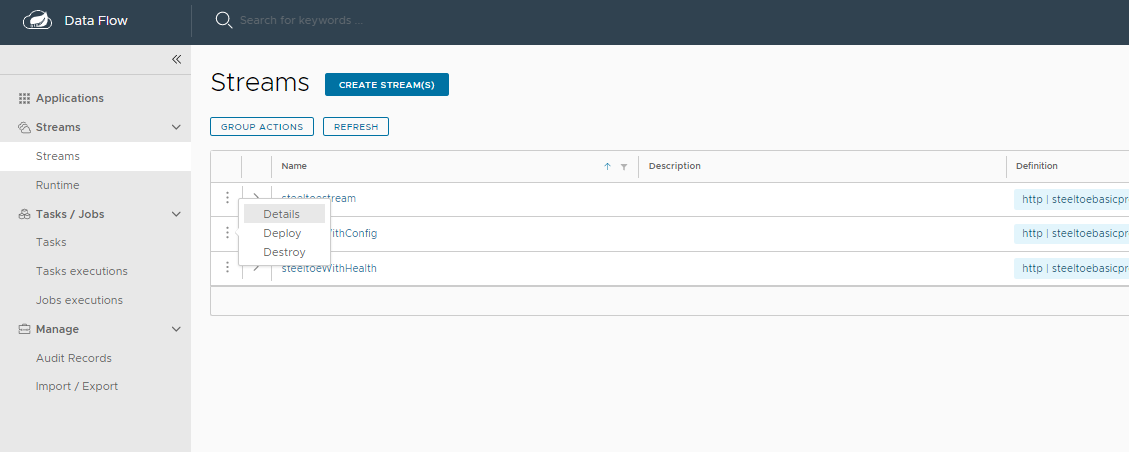 Data Flow
Search for keywords ...
Applications
Streams
Streams
Runtime
Tasks / Jobs
Tasks
Tasks executions
Jobs executions
Manage
Audit Records
Import / Export
Streams
CREATE STREAM(S)
GROUP ACTIONS
REFRESH
Name
Description
Definition
steeltoestream
http | steeltoebasicpr
Details
Deploy
Destroy
WithConfig
http | steeltoebasicpr
steeltoeWithHealth
http | steeltoebasicpr